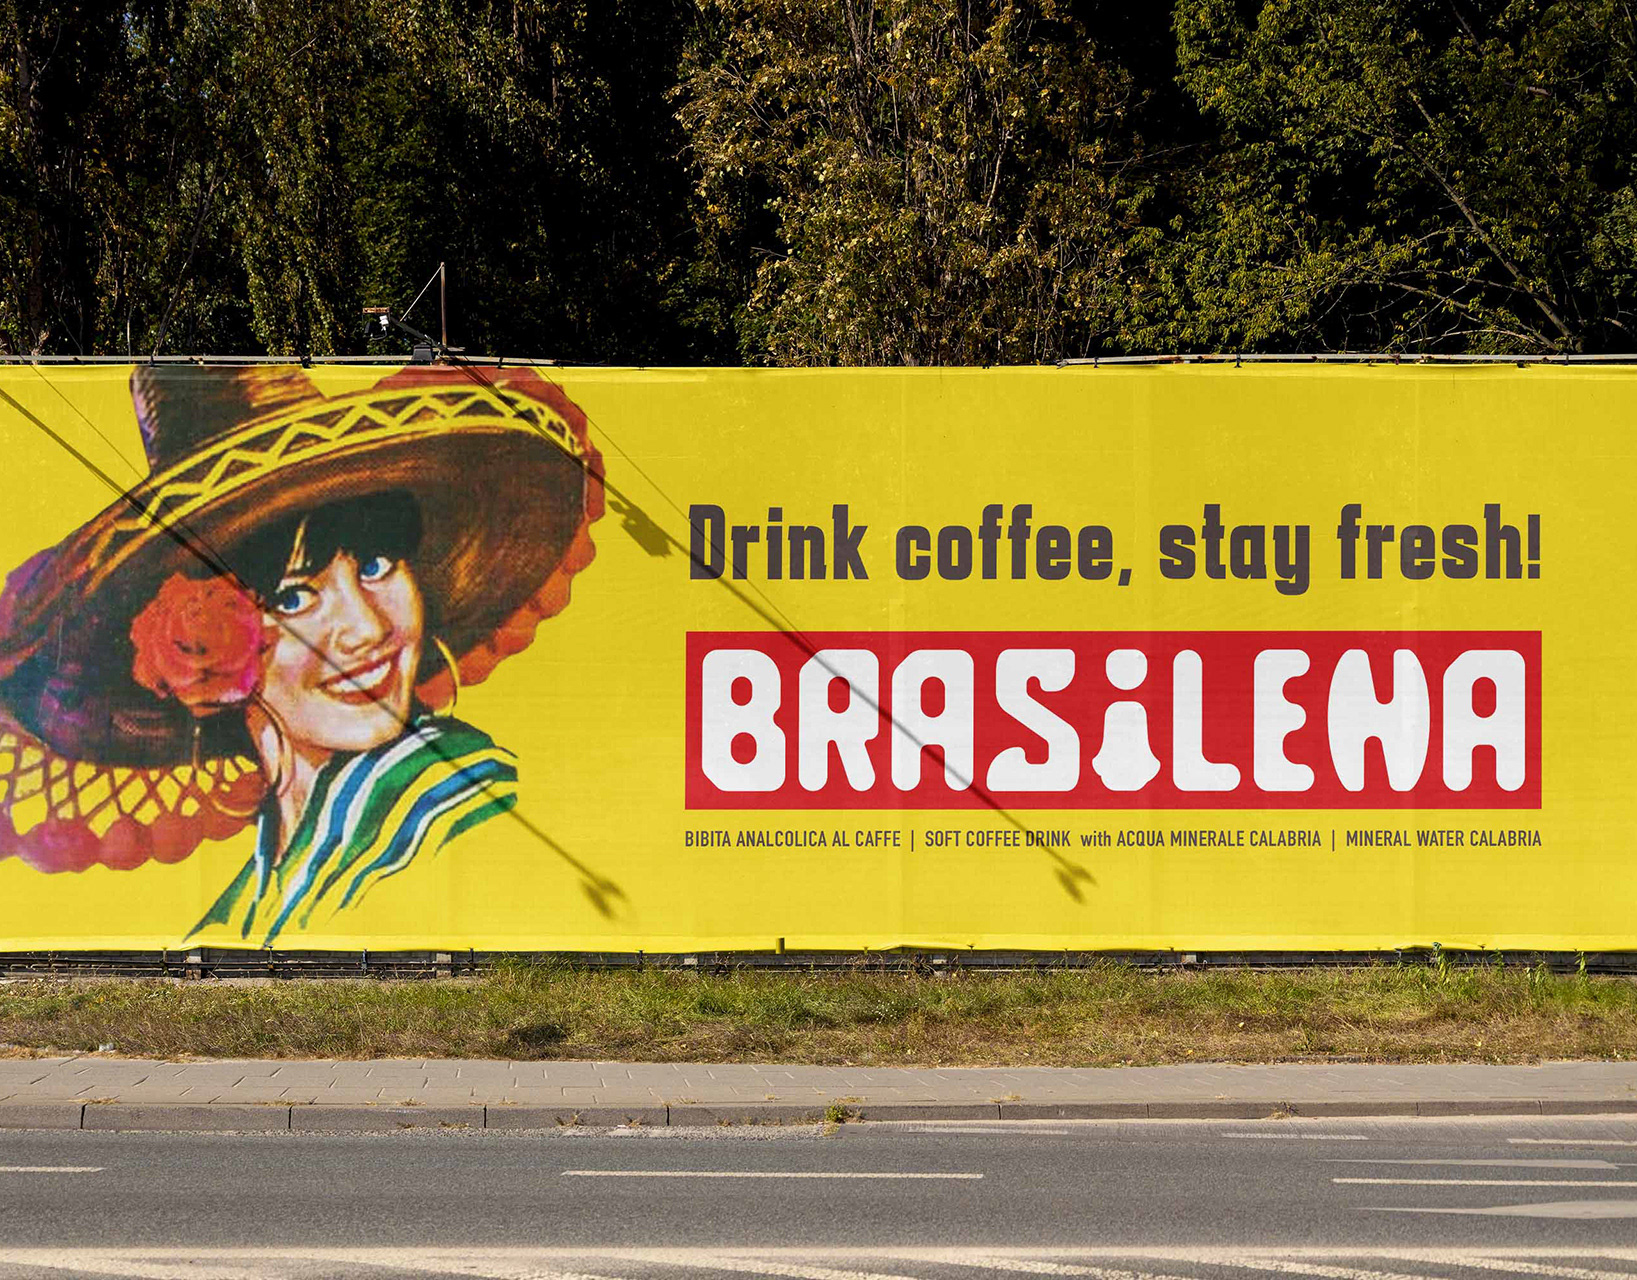 Drink coffee, stay fresh!
BRASiLENA
BIBITA ANALCOLICA AL CAFFE | SOFT COFFEE DRINK with ACQUA MINERALE CALABRIA | MINERAL WATER CALABRIA